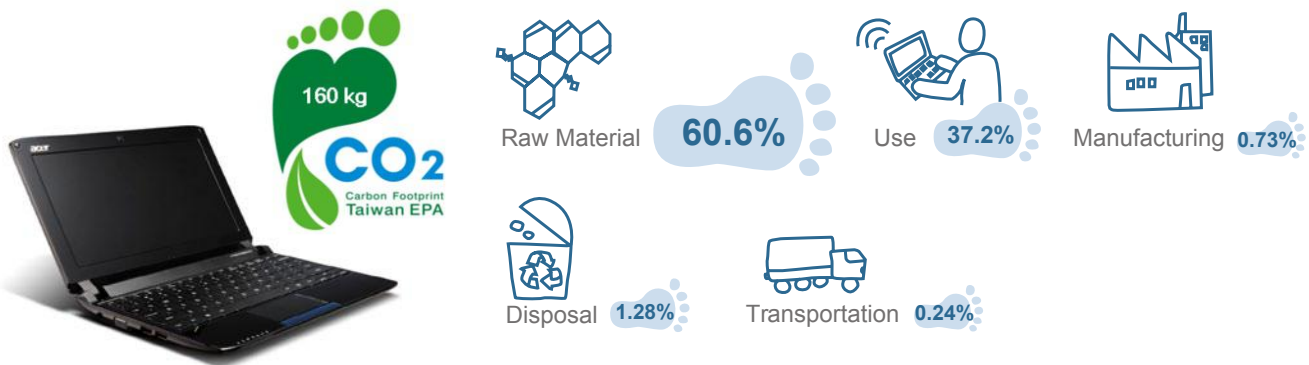 160 kg
CO2
Carbon Footprint
Taiwan EPA
acer
Raw Material 60.6%
Use 37.2%
Manufacturing 0.73%
Disposal 1.28%
Transportation 0.24%